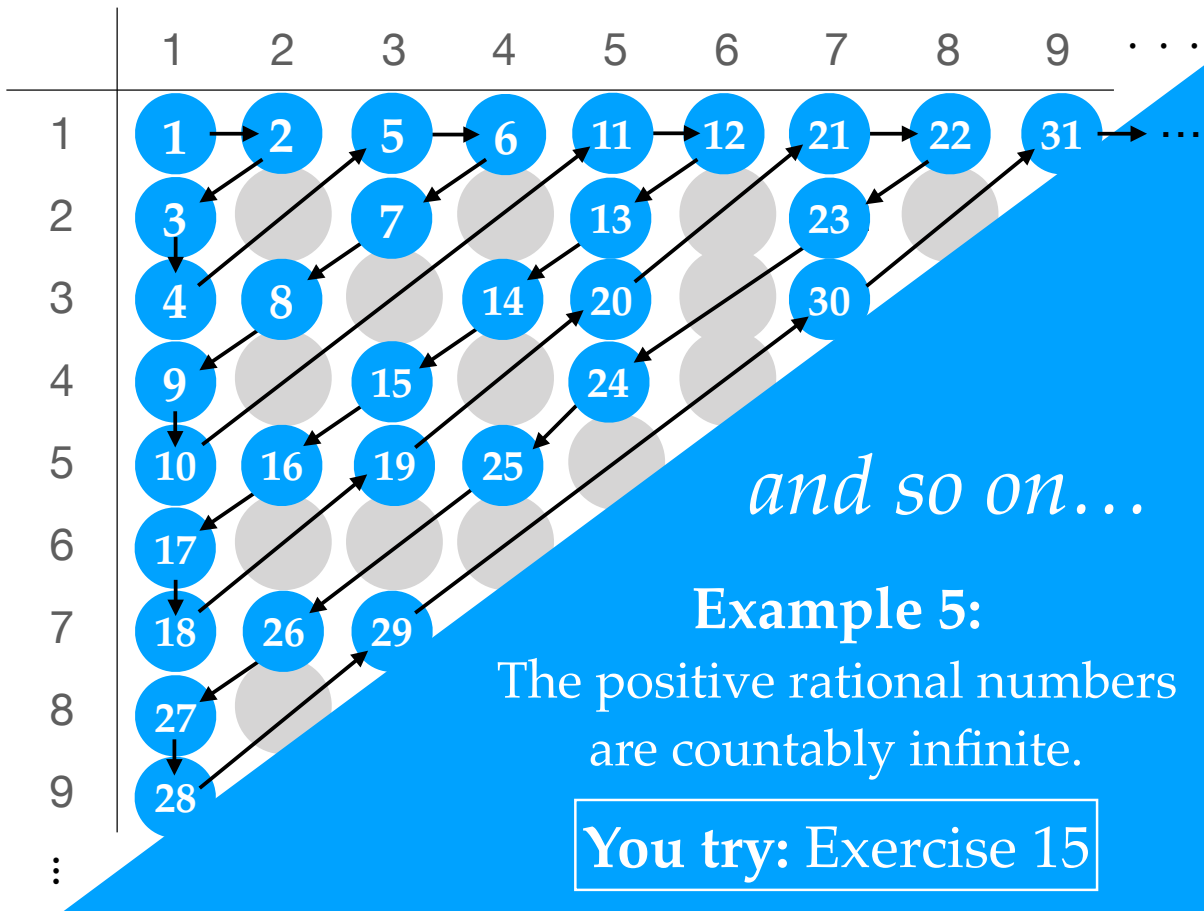 1 2 3 4 5 6 7 8 9 . . .
1 1 2 5 6 11 12 21 22 31 ...
2 3 7 13 23
3 4 8 14 20 30
4 9 15 24
5 10 16 19 25
and so on…
6 17
Example 5:
7 18 26 29
The positive rational numbers
8 27
are countably infinite.
9 28
You try: Exercise 15
...